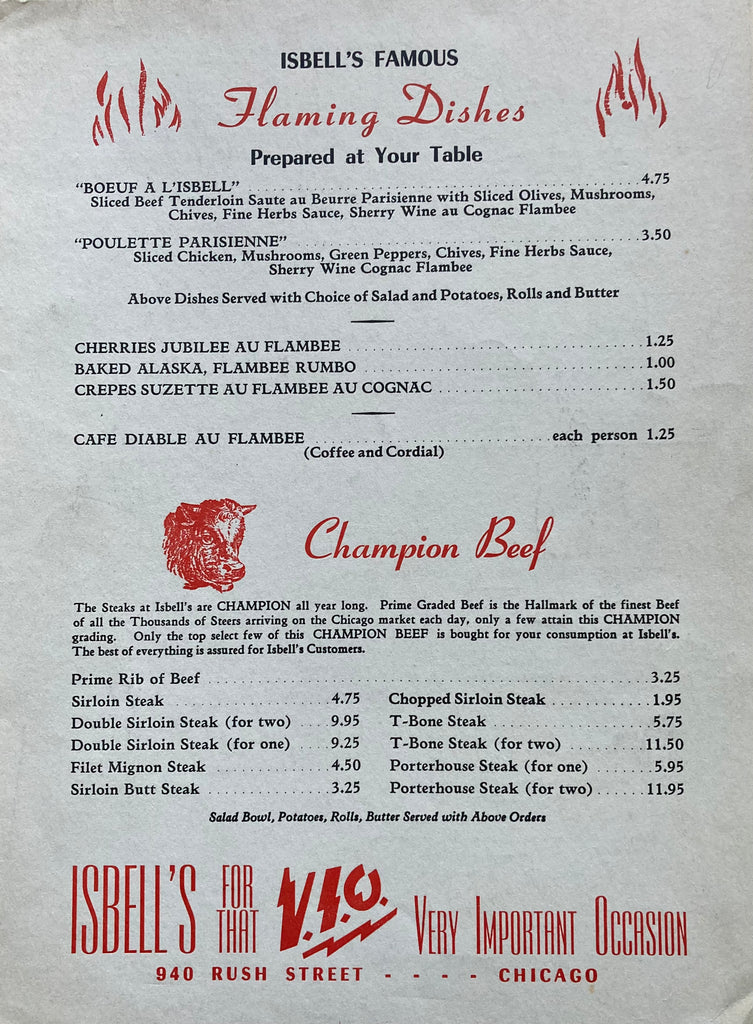 ISBELL'S FAMOUS
Flaming Dishes
Prepared at Your Table
"BOEUF A L'ISBELL" 4.75
Sliced Beef Tenderloin Saute au Beurre Parisienne with Sliced Olives, Mushrooms,
Chives, Fine Herbs Sauce, Sherry Wine au Cognac Flambee
"POULETTE PARISIENNE" 3.50
Sliced Chicken, Mushrooms, Green Peppers, Chives, Fine Herbs Sauce,
Sherry Wine Cognac Flambee
Above Dishes Served with Choice of Salad and Potatoes, Rolls and Butter
CHERRIES JUBILEE AU FLAMBEE 1.25
BAKED ALASKA, FLAMBEE RUMBO 1.00
CREPES SUZETTE AU FLAMBEE AU COGNAC 1.50
CAFE DIABLE AU FLAMBEE each person 1.25
(Coffee and Cordial)
Champion Beef
The Steaks at Isbell's are CHAMPION all year long. Prime Graded Beef is the Hallmark of the finest Beef
of all the Thousands of Steers arriving on the Chicago market each day, only a few attain this CHAMPION
grading. Only the top select few of this CHAMPION BEEF is bought for your consumption at Isbell's.
The best of everything is assured for Isbell's Customers.
Prime Rib of Beef 3.25
Sirloin Steak 4.75 Chopped Sirloin Steak 1.95
Double Sirloin Steak (for two) 9.95 T-Bone Steak 5.75
Double Sirloin Steak (for one) 9.25 T-Bone Steak (for two) 11.50
Filet Mignon Steak 4.50 Porterhouse Steak (for one) 5.95
Sirloin Butt Steak 3.25 Porterhouse Steak (for two) 11.95
Salad Bowl, Potatoes, Rolls, Butter Served with Above Orders
ISBELL'S FOR THAT V.I.O. VERY IMPORTANT OCCASION
940 RUSH STREET - - - - CHICAGO